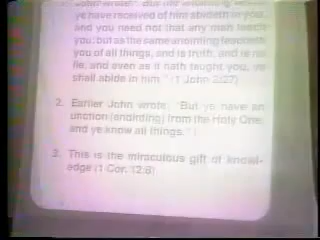 ye have received of him abideth in you,
and you need not that any man teach
you: but as the same anointing teacheth
you of all things, and is truth, and is no
lie, and even as it hath taught you, ye
shall abide in him." (1 John 2:27)
2. Earlier John wrote: "But ye have an
unction (anointing) from the Holy One,
and ye know all things."
3. This is the miraculous gift of knowl-
edge (1 Cor. 12:8)